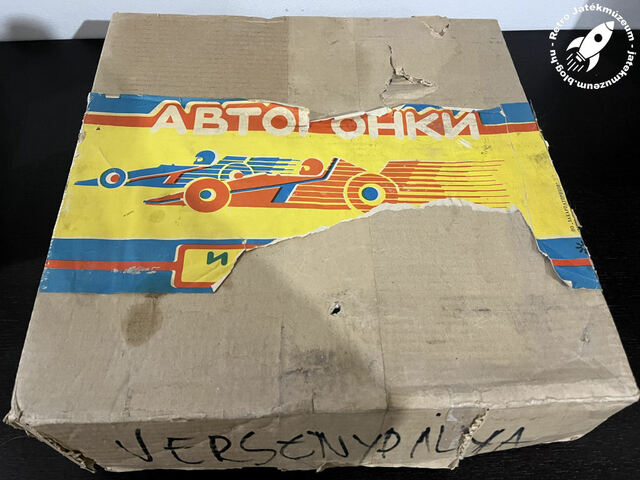 Retro Játékmúzeum - jatekmuzeum.blog.hu -
АВТОГОНКИ
И
VERSENYPÁLYA